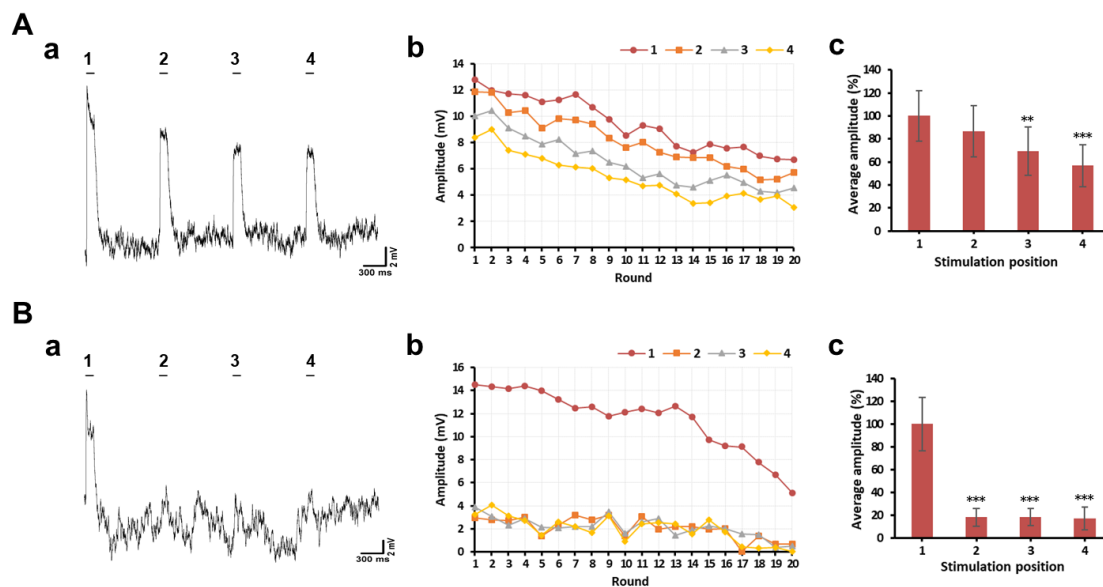 A
a
1 2 3 4
300 ms
2 mV
b
1 2 3 4
Amplitude (mV)
14
12
10
8
6
4
2
0
1 2 3 4 5 6 7 8 9 10 11 12 13 14 15 16 17 18 19 20
Round
c
Average amplitude (%)
140
120
100
80
60
40
20
0
** ***
1 2 3 4
Stimulation position
B
a
1 2 3 4
300 ms
2 mV
b
1 2 3 4
Amplitude (mV)
16
14
12
10
8
6
4
2
0
1 2 3 4 5 6 7 8 9 10 11 12 13 14 15 16 17 18 19 20
Round
c
Average amplitude (%)
140
120
100
80
60
40
20
0
*** *** ***
1 2 3 4
Stimulation position